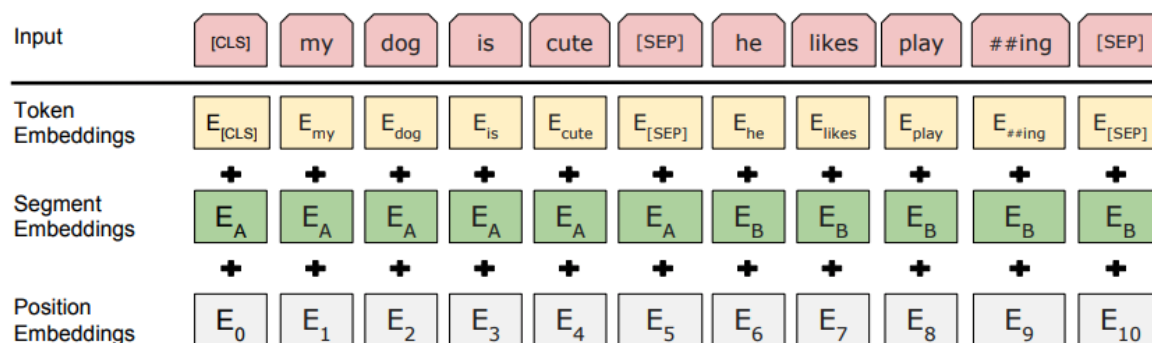 Input [CLS] my dog is cute [SEP] he likes play ##ing [SEP]
Token
Embeddings
E[CLS] Emy Edog Eis Ecute E[SEP] Ehe Elikes Eplay E##ing E[SEP]
+ + + + + + + + + + +
Segment
Embeddings
EA EA EA EA EA EA EB EB EB EB EB
+ + + + + + + + + + +
Position
Embeddings
E0 E1 E2 E3 E4 E5 E6 E7 E8 E9 E10